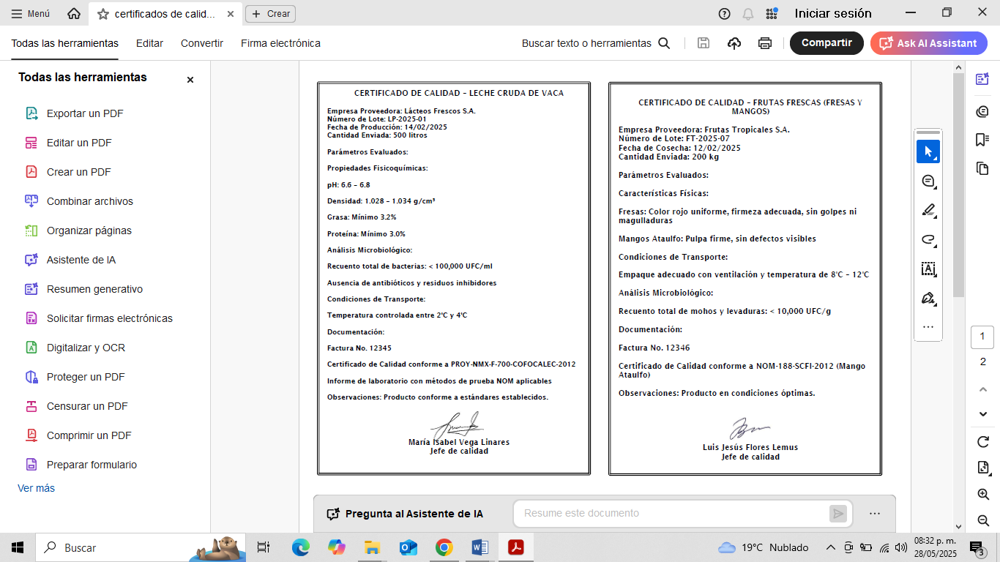 Menú
certificados de calid...
Crear
Iniciar sesión
Todas las herramientas
Editar
Convertir
Firma electrónica
Buscar texto o herramientas
Compartir
Ask AI Assistant
Todas las herramientas
Exportar un PDF
Editar un PDF
Crear un PDF
Combinar archivos
Organizar páginas
Asistente de IA
Resumen generativo
Solicitar firmas electrónicas
Digitalizar y OCR
Proteger un PDF
Censurar un PDF
Comprimir un PDF
Preparar formulario
Ver más
CERTIFICADO DE CALIDAD – LECHE CRUDA DE VACA
Empresa Proveedora: Lácteos Frescos S.A.
Número de Lote: LP-2025-01
Fecha de Producción: 14/02/2025
Cantidad Enviada: 500 litros
Parámetros Evaluados:
Propiedades Fisicoquímicas:
pH: 6.6 – 6.8
Densidad: 1.028 – 1.034 g/cm³
Grasa: Mínimo 3.2%
Proteína: Mínimo 3.0%
Análisis Microbiológico:
Recuento total de bacterias: < 100,000 UFC/ml
Ausencia de antibióticos y residuos inhibidores
Condiciones de Transporte:
Temperatura controlada entre 2°C y 4°C
Documentación:
Factura No. 12345
Certificado de Calidad conforme a PROY-NMX-F-700-COFOCALEC-2012
Informe de laboratorio con métodos de prueba NOM aplicables
Observaciones: Producto conforme a estándares establecidos.
María Isabel Vega Linares
Jefe de calidad
CERTIFICADO DE CALIDAD – FRUTAS FRESCAS (FRESAS Y
MANGOS)
Empresa Proveedora: Frutas Tropicales S.A.
Número de Lote: FT-2025-07
Fecha de Cosecha: 12/02/2025
Cantidad Enviada: 200 kg
Parámetros Evaluados:
Características Físicas:
Fresas: Color rojo uniforme, firmeza adecuada, sin golpes ni
magulladuras
Mangos Ataulfo: Pulpa firme, sin defectos visibles
Condiciones de Transporte:
Empaque adecuado con ventilación y temperatura de 8°C – 12°C
Análisis Microbiológico:
Recuento total de mohos y levaduras: < 10,000 UFC/g
Documentación:
Factura No. 12346
Certificado de Calidad conforme a NOM-188-SCFI-2012 (Mango
Ataulfo)
Observaciones: Producto en condiciones óptimas.
Luis Jesús Flores Lemus
Jefe de calidad
1
2
Pregunta al Asistente de IA
Resume este documento
Buscar
19°C Nublado
08:32 p. m.
28/05/2025
3